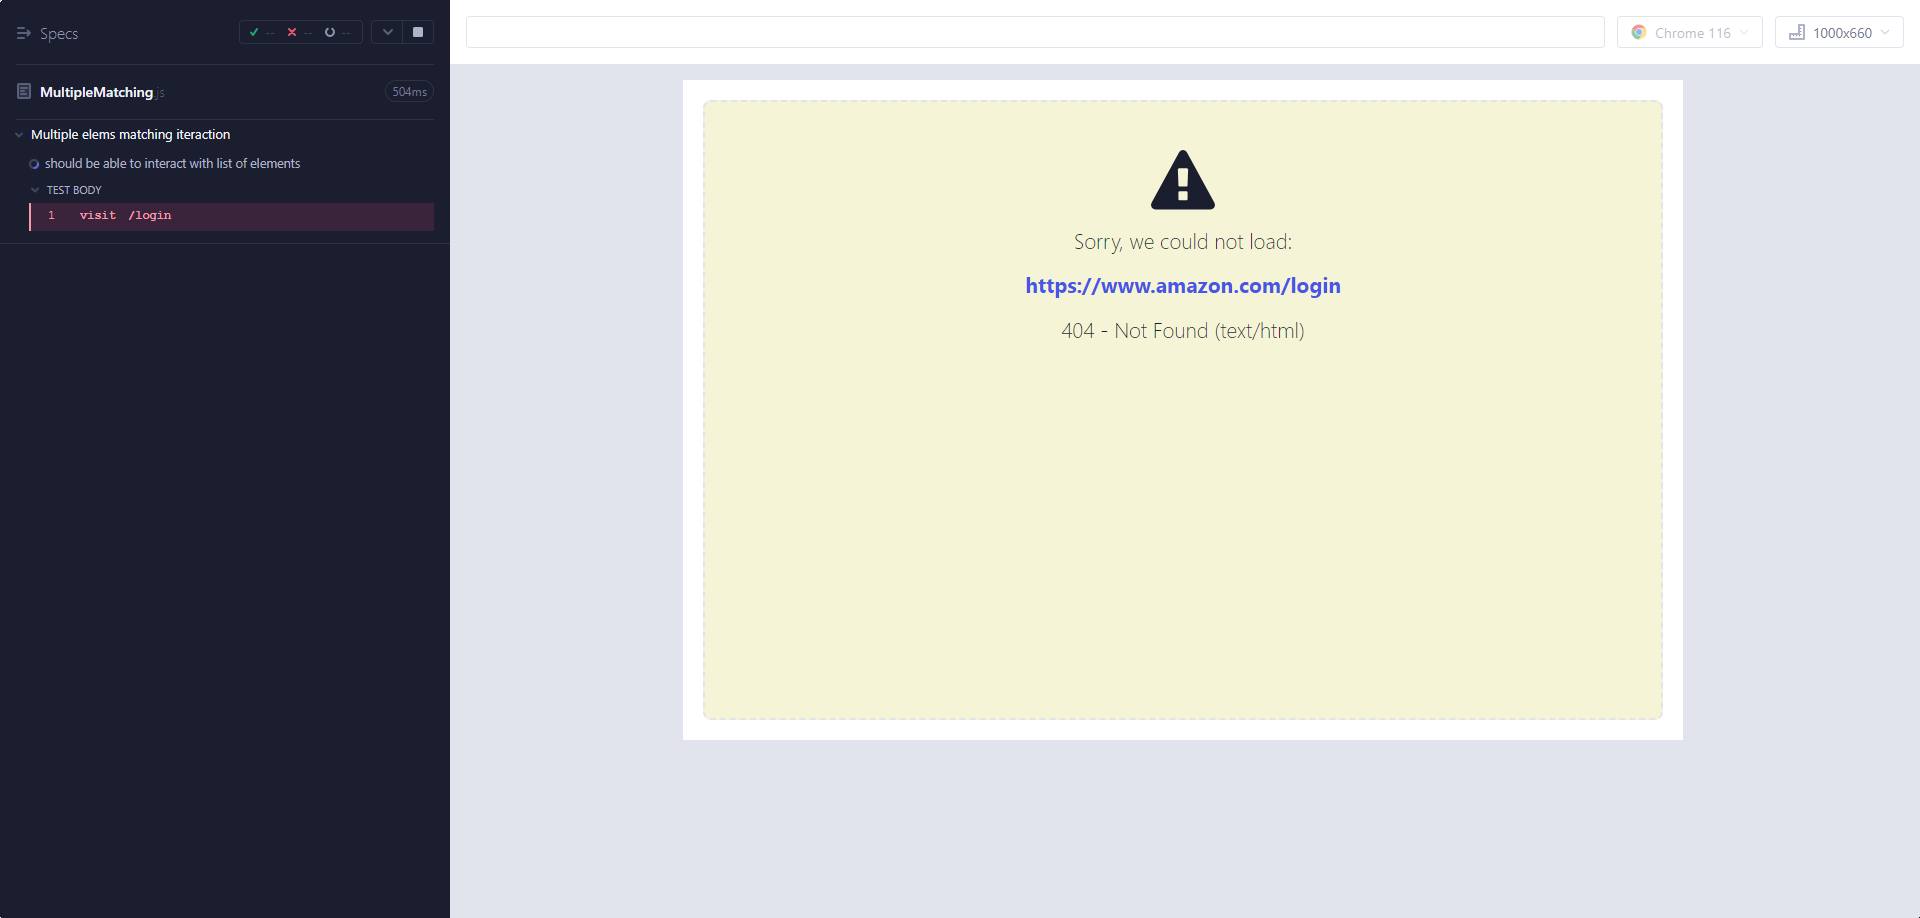 Specs
-- -- --
MultipleMatching.js
504ms
Multiple elems matching iteraction
should be able to interact with list of elements
TEST BODY
1 visit /login
Chrome 116
1000x660
Sorry, we could not load:
https://www.amazon.com/login
404 - Not Found (text/html)